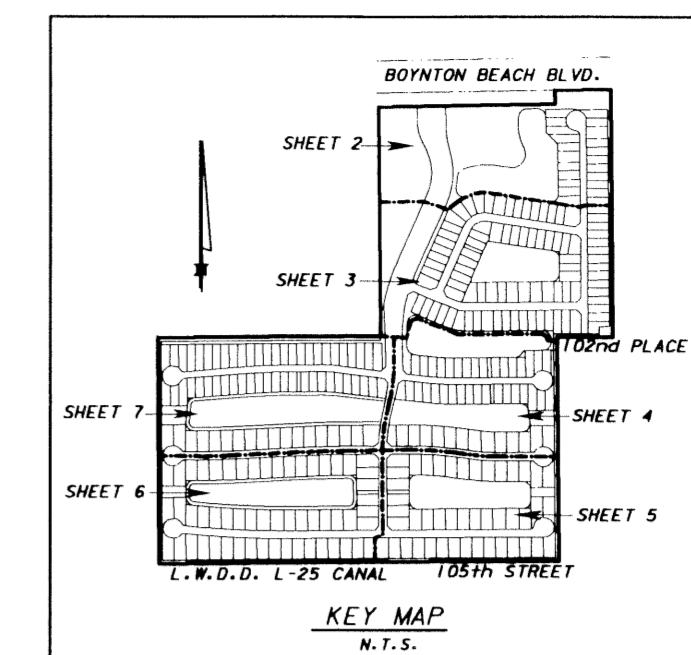 BOYNTON BEACH BLVD.
SHEET 2
SHEET 3
102nd PLACE
SHEET 7
SHEET 4
SHEET 6
SHEET 5
L.W.D.D. L-25 CANAL
105th STREET
KEY MAP
N.T.S.